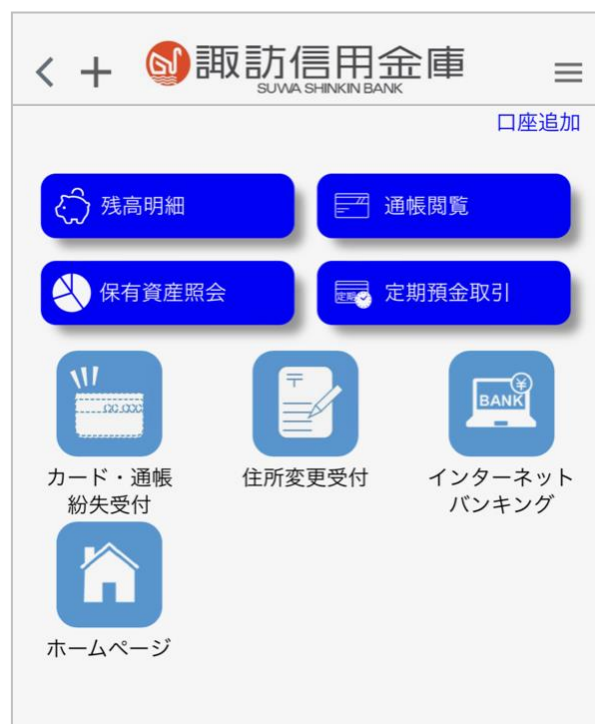 諏訪信用金庫
SUWA SHINKIN BANK
口座追加
残高明細
通帳閲覧
保有資産照会
定期
定期預金取引
〒
¥
BANK
カード・通帳
紛失受付
住所変更受付
インターネット
バンキング
ホームページ